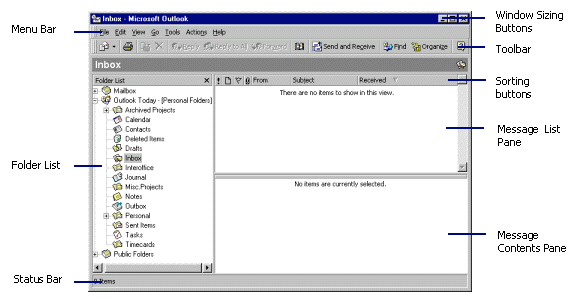 Inbox - Microsoft Outlook
Window Sizing
Buttons
Menu Bar
File Edit View Go Tools Actions Help
Reply Reply to All Forward Send and Receive Find Organize
Toolbar
Inbox
Folder List
! From Subject Received
Sorting
buttons
There are no items to show in this view.
Mailbox
Outlook Today - [Personal Folders]
Archived Projects
Calendar
Contacts
Deleted Items
Drafts
Inbox
Interoffice
Journal
Misc.Projects
Notes
Outbox
Personal
Sent Items
Tasks
Timecards
Public Folders
Message List
Pane
Folder List
No items are currently selected.
Message
Contents Pane
Status Bar
0 Items